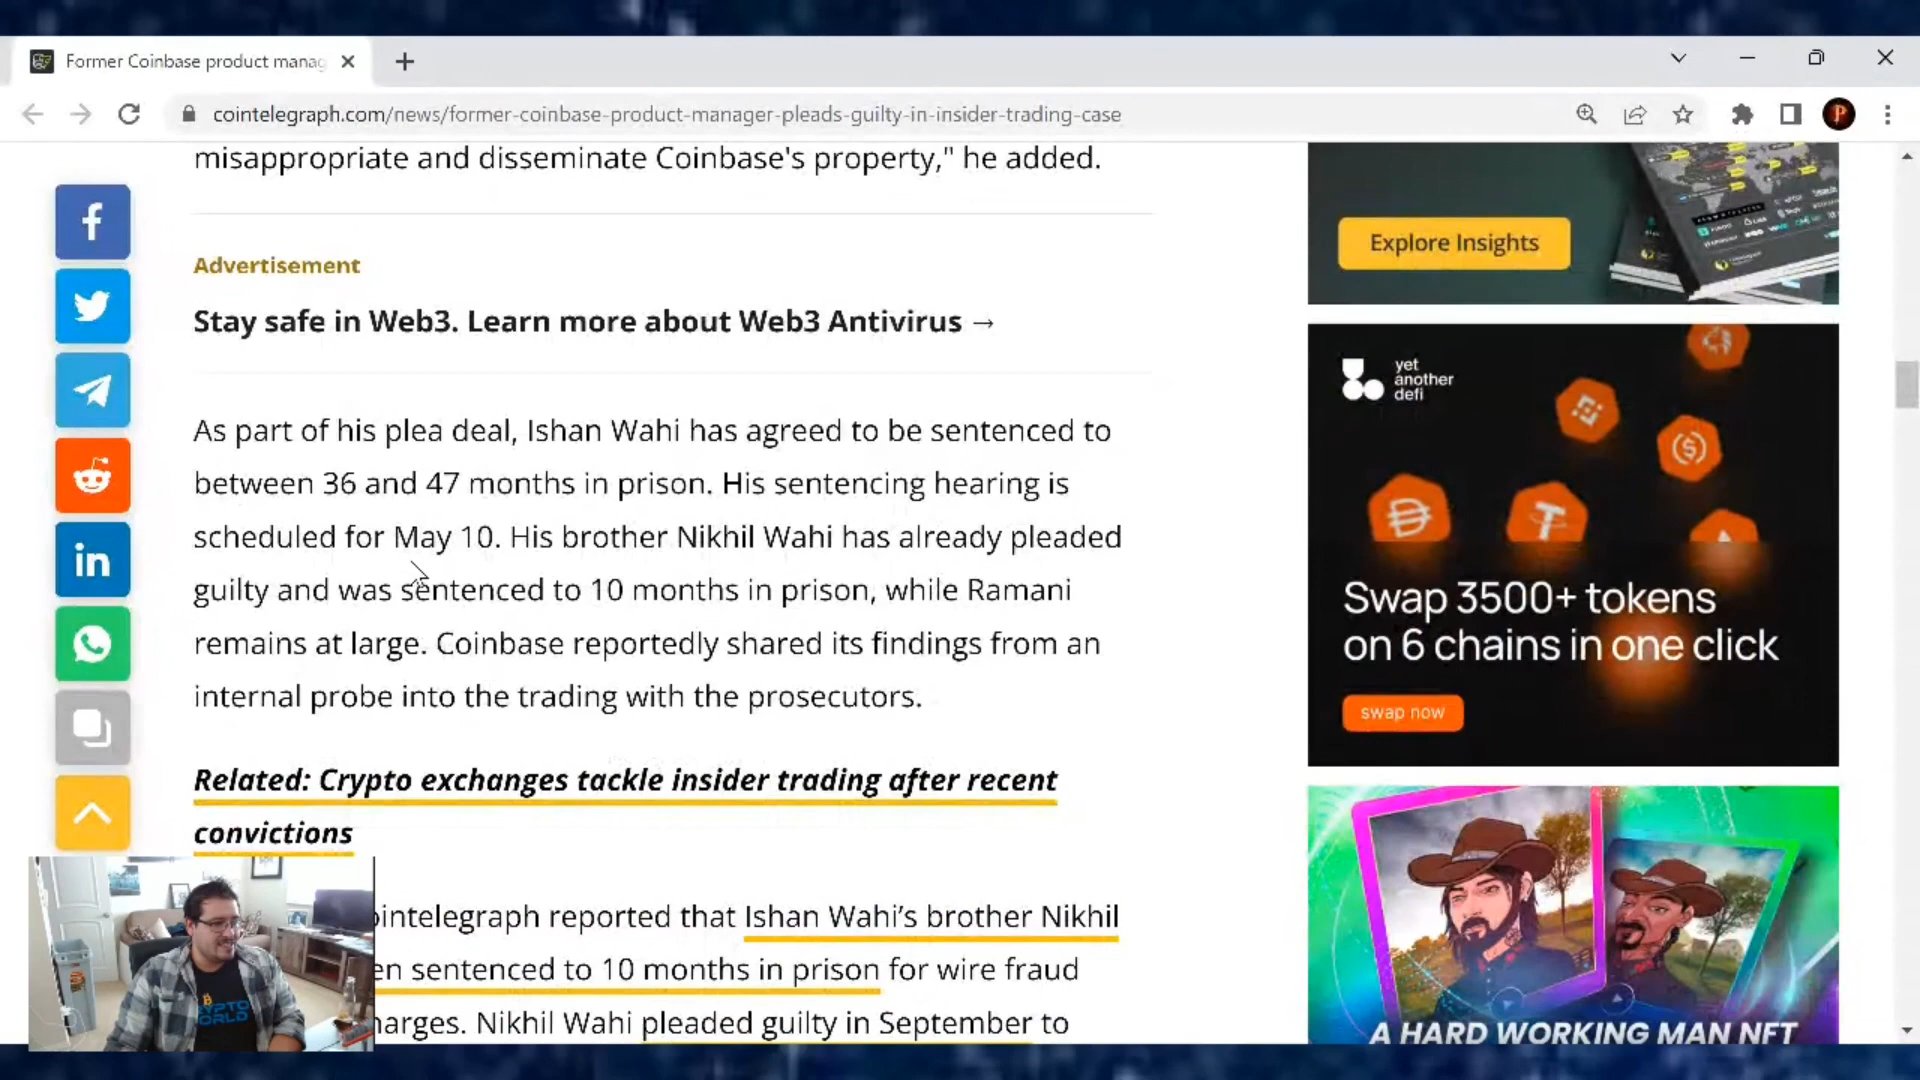 Former Coinbase product manag
cointelegraph.com/news/former-coinbase-product-manager-pleads-guilty-in-insider-trading-case
misappropriate and disseminate Coinbase's property," he added.
Advertisement
Stay safe in Web3. Learn more about Web3 Antivirus →
As part of his plea deal, Ishan Wahi has agreed to be sentenced to
between 36 and 47 months in prison. His sentencing hearing is
scheduled for May 10. His brother Nikhil Wahi has already pleaded
guilty and was sentenced to 10 months in prison, while Ramani
remains at large. Coinbase reportedly shared its findings from an
internal probe into the trading with the prosecutors.
Related: Crypto exchanges tackle insider trading after recent
convictions
ointelegraph reported that Ishan Wahi's brother Nikhil
en sentenced to 10 months in prison for wire fraud
harges. Nikhil Wahi pleaded guilty in September to
Explore Insights
yet
another
defi
Swap 3500+ tokens
on 6 chains in one click
swap now
A HARD WORKING MAN NFT
RYPTO
ORLD